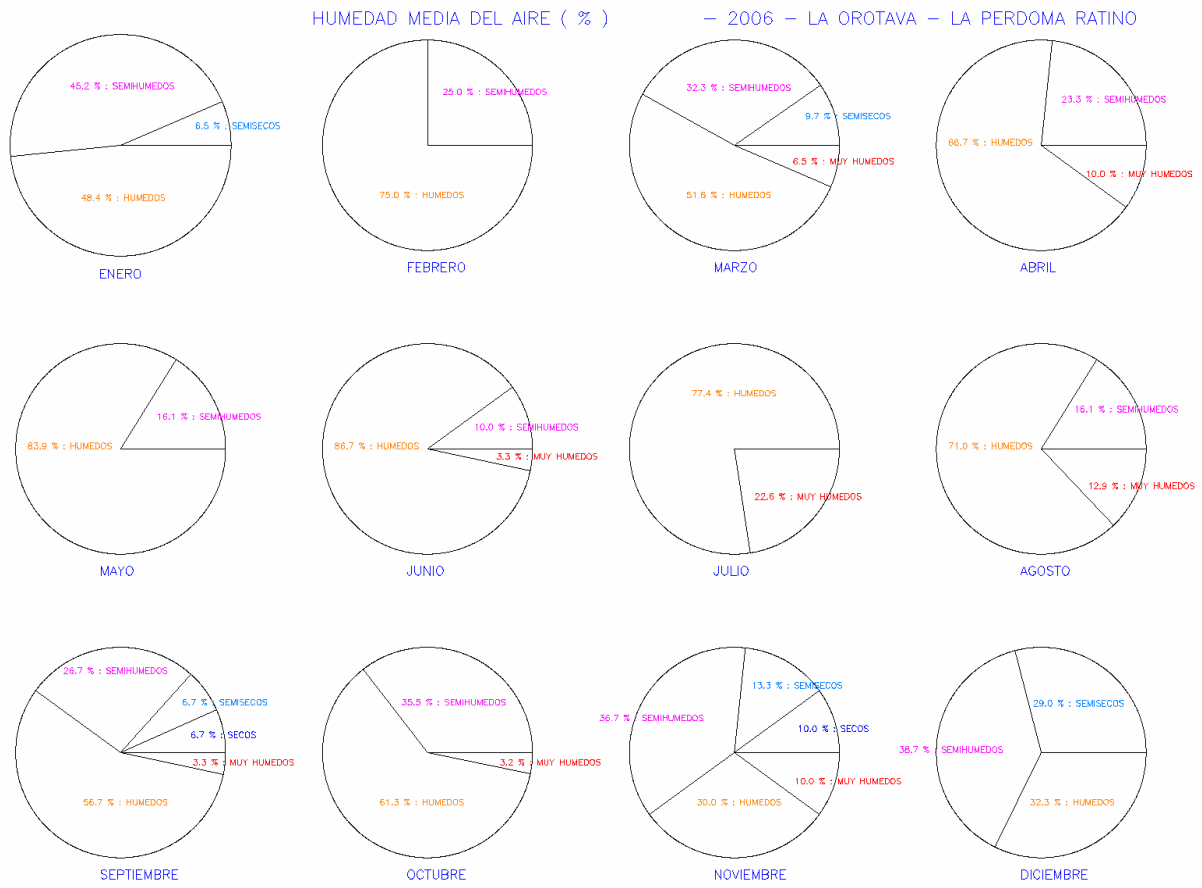 HUMEDAD MEDIA DEL AIRE ( % ) – 2006 – LA OROTAVA – LA PERDOMA RATINO
45.2 % : SEMIHUMEDOS
6.5 % : SEMISECOS
48.4 % : HUMEDOS
ENERO
25.0 % : SEMIHUMEDOS
75.0 % : HUMEDOS
FEBRERO
32.3 % : SEMIHUMEDOS
9.7 % : SEMISECOS
6.5 % : MUY HUMEDOS
51.6 % : HUMEDOS
MARZO
23.3 % : SEMIHUMEDOS
66.7 % : HUMEDOS
10.0 % : MUY HUMEDOS
ABRIL
16.1 % : SEMIHUMEDOS
83.9 % : HUMEDOS
MAYO
10.0 % : SEMIHUMEDOS
86.7 % : HUMEDOS
3.3 % : MUY HUMEDOS
JUNIO
77.4 % : HUMEDOS
22.6 % : MUY HUMEDOS
JULIO
16.1 % : SEMIHUMEDOS
71.0 % : HUMEDOS
12.9 % : MUY HUMEDOS
AGOSTO
26.7 % : SEMIHUMEDOS
6.7 % : SEMISECOS
6.7 % : SECOS
3.3 % : MUY HUMEDOS
56.7 % : HUMEDOS
SEPTIEMBRE
35.5 % : SEMIHUMEDOS
3.2 % : MUY HUMEDOS
61.3 % : HUMEDOS
OCTUBRE
13.3 % : SEMISECOS
36.7 % : SEMIHUMEDOS
10.0 % : SECOS
10.0 % : MUY HUMEDOS
30.0 % : HUMEDOS
NOVIEMBRE
29.0 % : SEMISECOS
38.7 % : SEMIHUMEDOS
32.3 % : HUMEDOS
DICIEMBRE